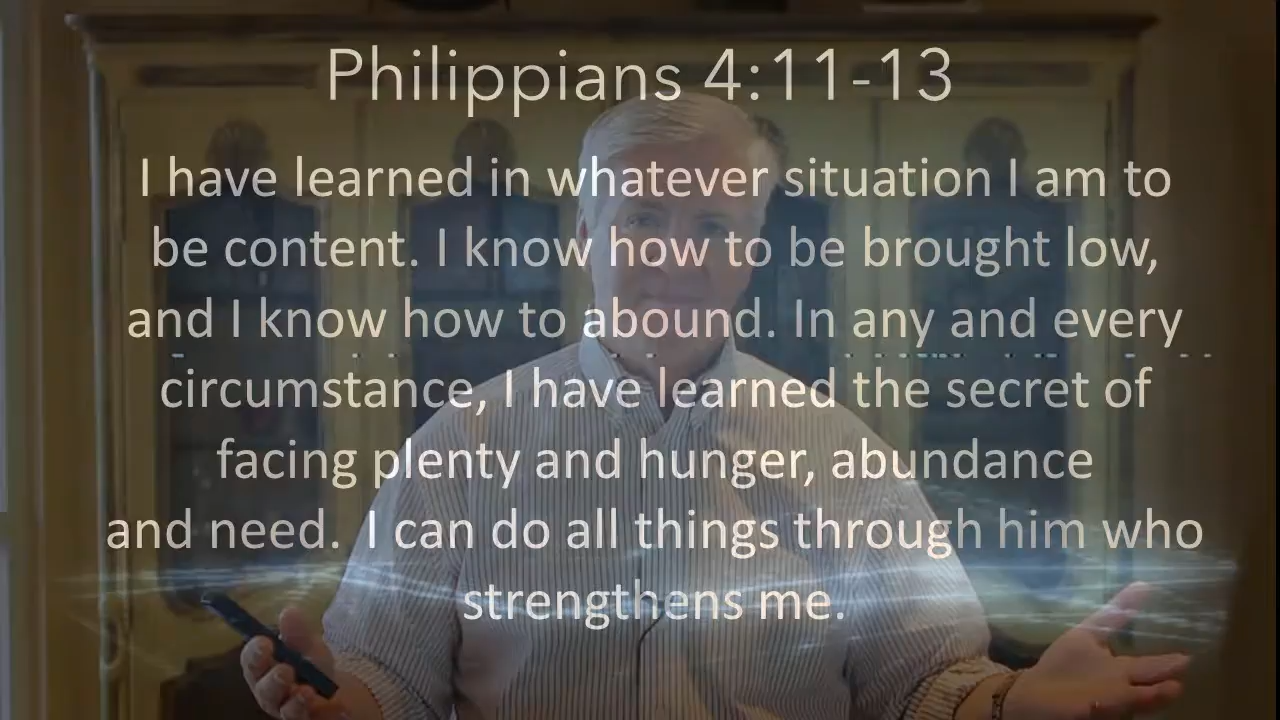 Philippians 4:11-13
I have learned in whatever situation I am to
be content. I know how to be brought low,
and I know how to abound. In any and every
circumstance, I have learned the secret of
facing plenty and hunger, abundance
and need.  I can do all things through him who
strengthens me.